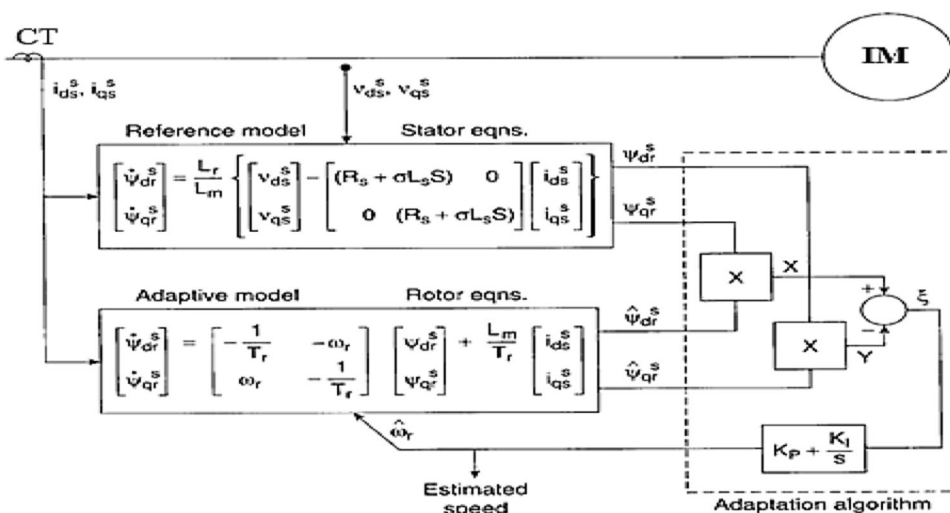 CT
IM
i_ds^s, i_qs^s
v_ds^s, v_qs^s
Reference model Stator eqns.
[ψ̇_dr^s ψ̇_qr^s] = L_r/L_m { [v_ds^s v_qs^s] − [(R_s + σL_sS) 0 0 (R_s + σL_sS)] [i_ds^s i_qs^s] }
ψ_dr^s
ψ_qr^s
X
X
+
ξ
Adaptive model Rotor eqns.
[ψ̇_dr^s ψ̇_qr^s] = [−1/T_r −ω_r ω_r −1/T_r] [ψ_dr^s ψ_qr^s] + L_m/T_r [i_ds^s i_qs^s]
ψ̂_dr^s
ψ̂_qr^s
X
Y
−
ω̂_r
K_P + K_I/s
Estimated
speed
Adaptation algorithm